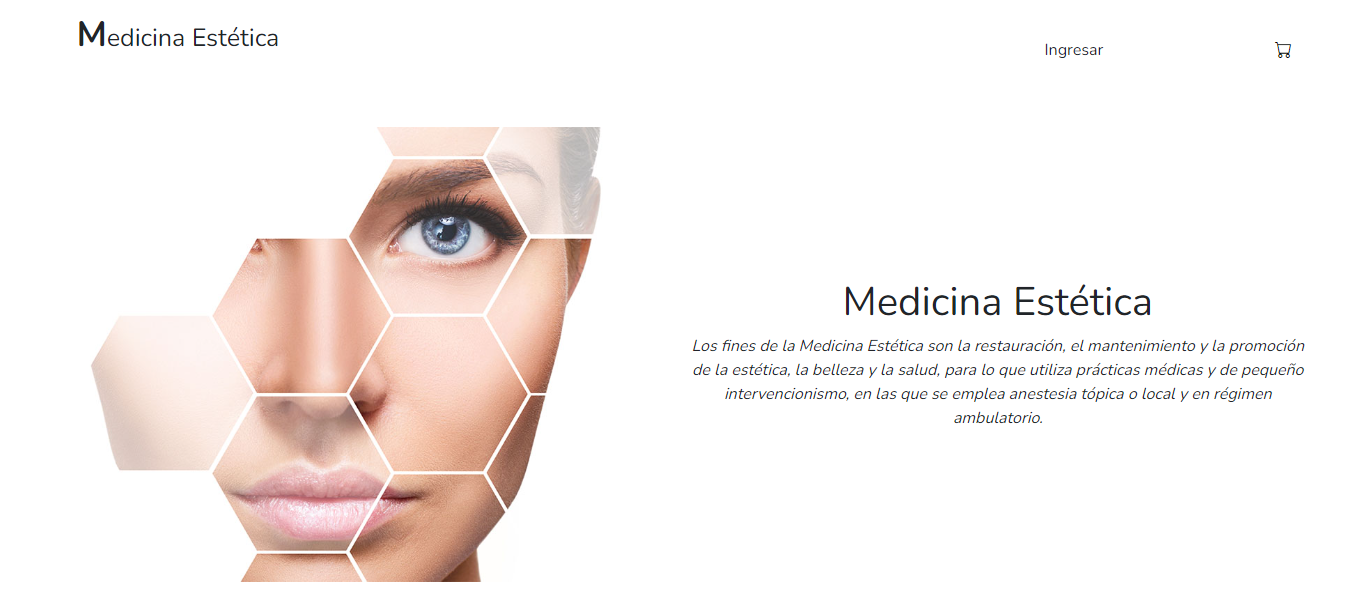 Medicina Estética
Ingresar
Medicina Estética
Los fines de la Medicina Estética son la restauración, el mantenimiento y la promoción
de la estética, la belleza y la salud, para lo que utiliza prácticas médicas y de pequeño
intervencionismo, en las que se emplea anestesia tópica o local y en régimen
ambulatorio.